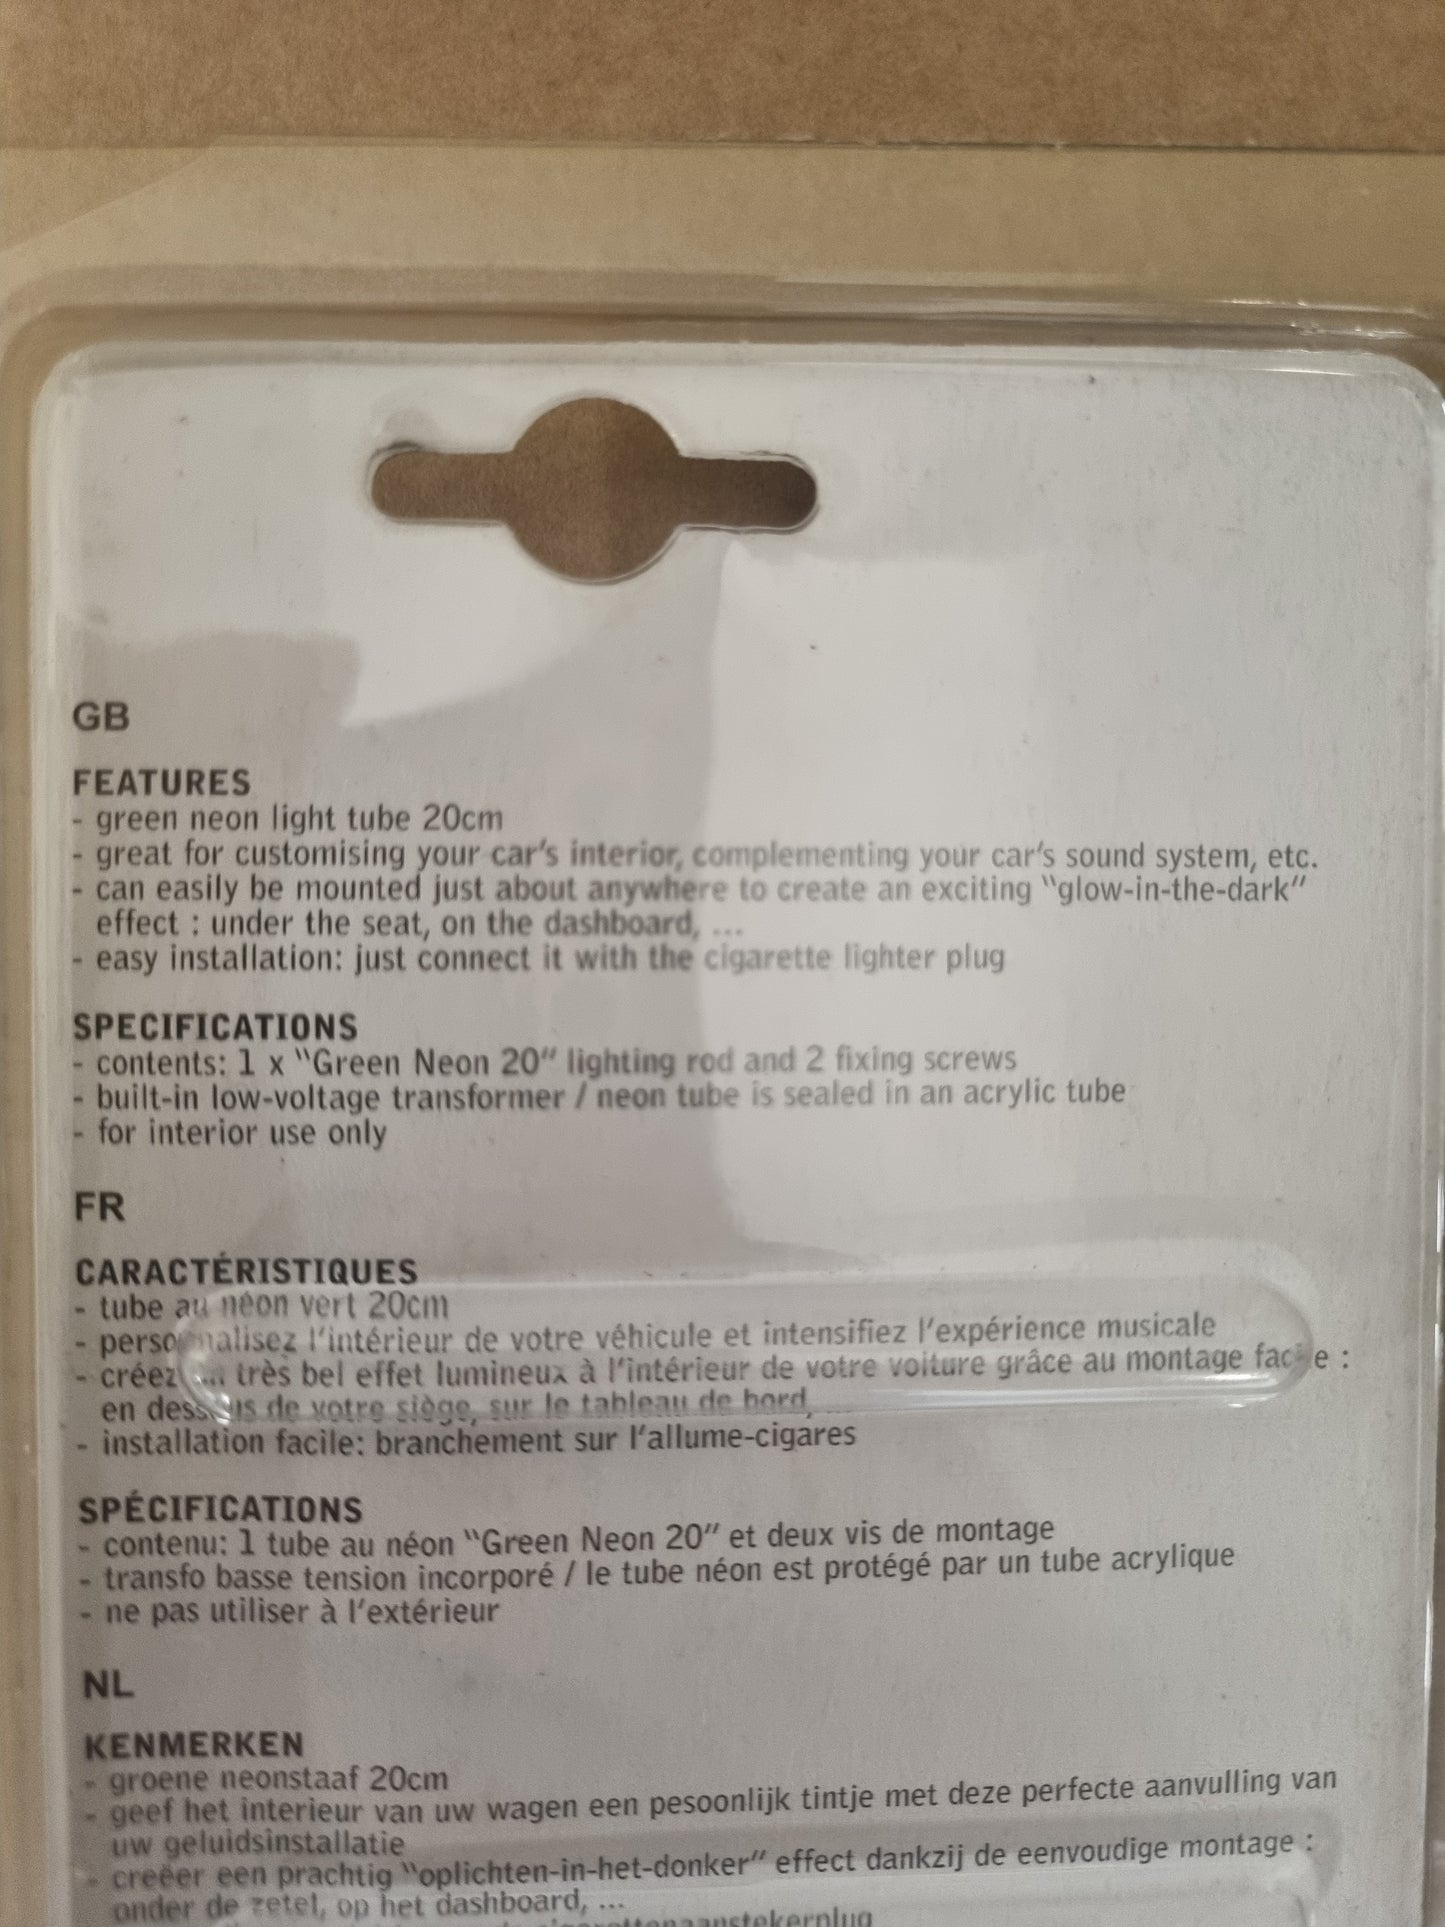 GB
FEATURES
- green neon light tube 20cm
- great for customising your car's interior, complementing your car's sound system, etc.
- can easily be mounted just about anywhere to create an exciting "glow-in-the-dark"
effect : under the seat, on the dashboard, ...
- easy installation: just connect it with the cigarette lighter plug
SPECIFICATIONS
- contents: 1 x "Green Neon 20" lighting rod and 2 fixing screws
- built-in low-voltage transformer / neon tube is sealed in an acrylic tube
- for interior use only
FR
CARACTÉRISTIQUES
- tube au néon vert 20cm
- personnalisez l'intérieur de votre véhicule et intensifiez l'expérience musicale
- créez un très bel effet lumineux à l'intérieur de votre voiture grâce au montage facile :
en dessous de votre siège, sur le tableau de bord, ...
- installation facile: branchement sur l'allume-cigares
SPÉCIFICATIONS
- contenu: 1 tube au néon "Green Neon 20" et deux vis de montage
- transfo basse tension incorporé / le tube néon est protégé par un tube acrylique
- ne pas utiliser à l'extérieur
NL
KENMERKEN
- groene neonstaaf 20cm
- geef het interieur van uw wagen een pesoonlijk tintje met deze perfecte aanvulling van
uw geluidsinstallatie
- creëer een prachtig "oplichten-in-het-donker" effect dankzij de eenvoudige montage :
onder de zetel, op het dashboard, ...